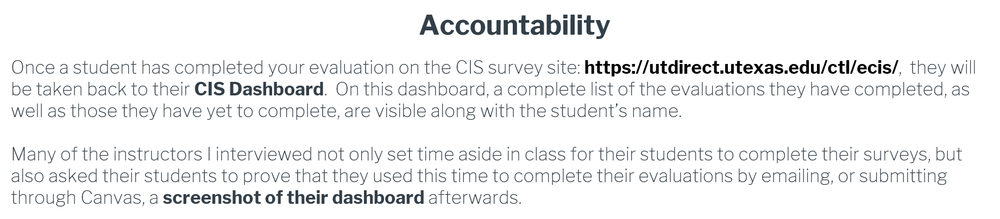 Accountability
Once a student has completed your evaluation on the CIS survey site: https://utdirect.utexas.edu/ctl/ecis/,  they will
be taken back to their CIS Dashboard.  On this dashboard, a complete list of the evaluations they have completed, as
well as those they have yet to complete, are visible along with the student’s name.
Many of the instructors I interviewed not only set time aside in class for their students to complete their surveys, but
also asked their students to prove that they used this time to complete their evaluations by emailing, or submitting
through Canvas, a screenshot of their dashboard afterwards.